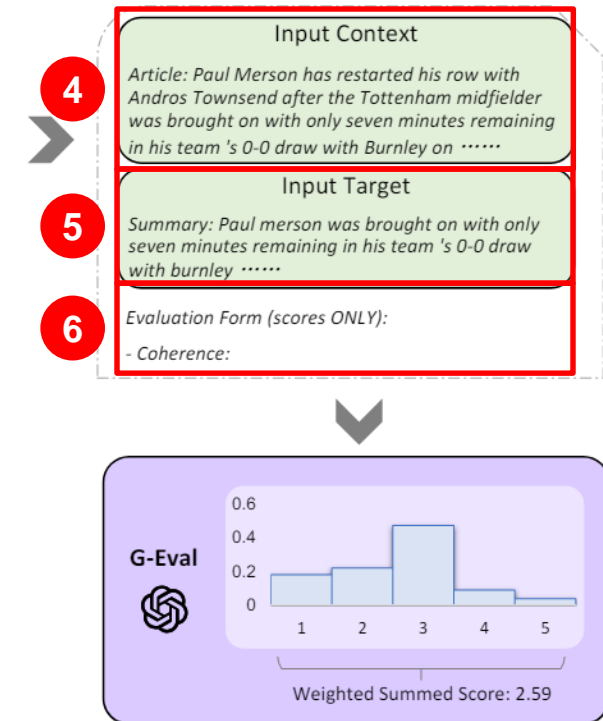 Input Context
4
Article: Paul Merson has restarted his row with
Andros Townsend after the Tottenham midfielder
was brought on with only seven minutes remaining
in his team 's 0-0 draw with Burnley on ······
Input Target
5
Summary: Paul merson was brought on with only
seven minutes remaining in his team 's 0-0 draw
with burnley ······
6
Evaluation Form (scores ONLY):
- Coherence:
G-Eval
0.6
0.4
0.2
0
1 2 3 4 5
Weighted Summed Score: 2.59